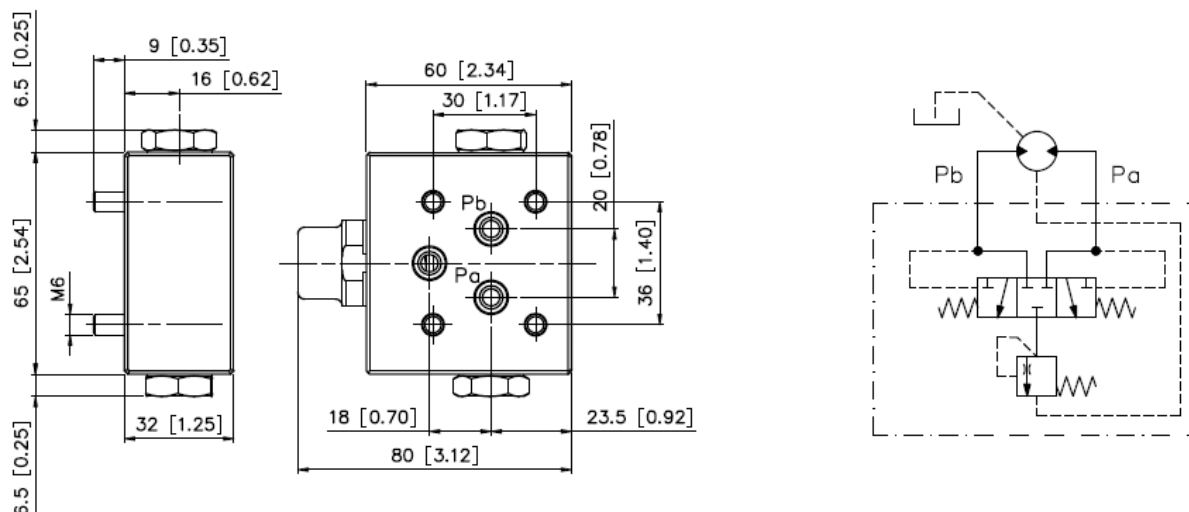 6.5 [0.25]
9 [0.35]
16 [0.62]
65 [2.54]
M6
32 [1.25]
6.5 [0.25]
60 [2.34]
30 [1.17]
20 [0.78]
36 [1.40]
Pb
Pa
18 [0.70]
23.5 [0.92]
80 [3.12]
Pb
Pa